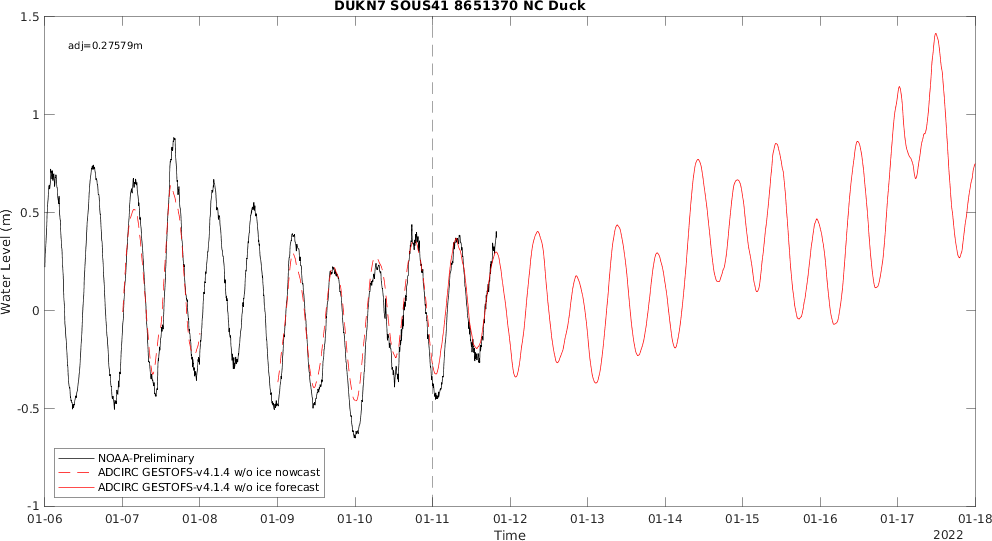 DUKN7 SOUS41 8651370 NC Duck
adj=0.27579m
1.5
1
0.5
0
-0.5
-1
Water Level (m)
NOAA-Preliminary
ADCIRC GESTOFS-v4.1.4 w/o ice nowcast
ADCIRC GESTOFS-v4.1.4 w/o ice forecast
01-06 01-07 01-08 01-09 01-10 01-11 01-12 01-13 01-14 01-15 01-16 01-17 01-18
Time
2022